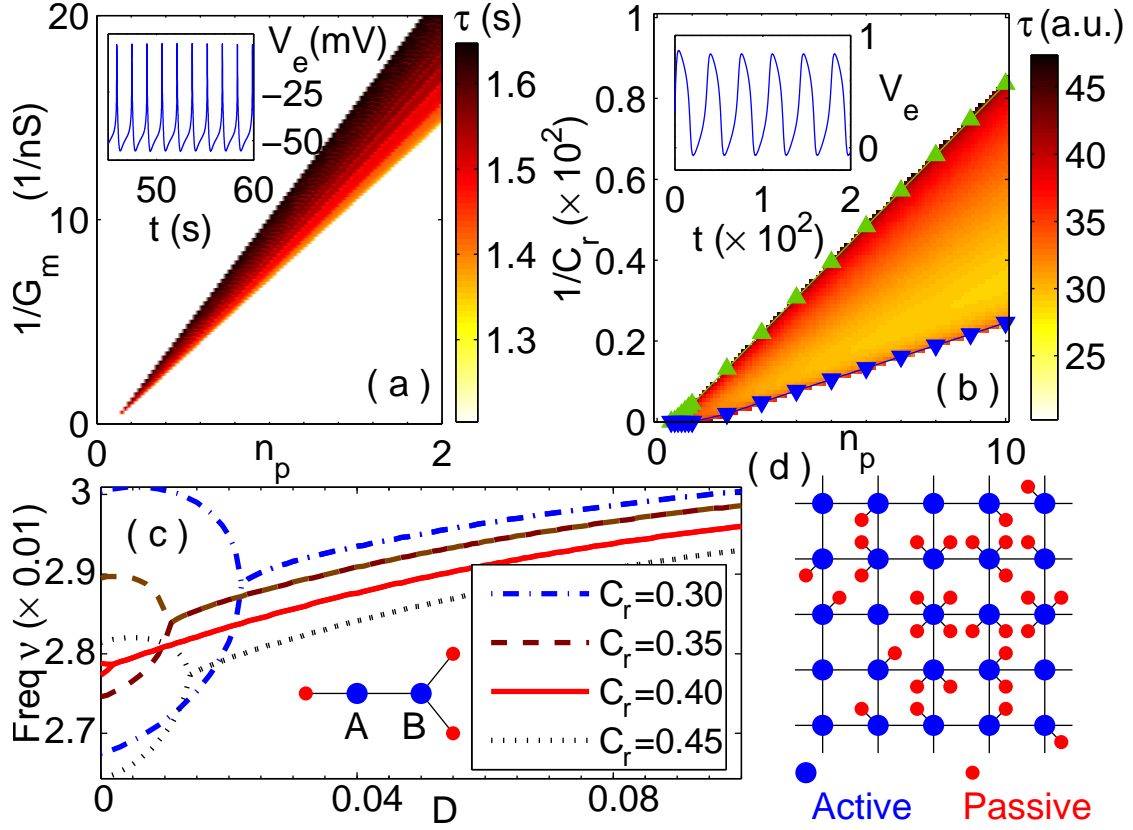 τ (s)
20
V_e(mV)
−25
−50
50
60
t (s)
10
0
1/G_m (1/nS)
( a )
0
n_p
2
1.6
1.5
1.4
1.3
τ (a.u.)
1
0.8
0.6
0.4
0.2
0
1/C_r (× 10^2)
1
V_e
0
0
1
2
t (× 10^2)
( b )
0
n_p
10
45
40
35
30
25
3
2.9
2.8
2.7
Freq ν (× 0.01)
( c )
A
B
C_r=0.30
C_r=0.35
C_r=0.40
C_r=0.45
0
0.04
D
0.08
( d )
Active
Passive